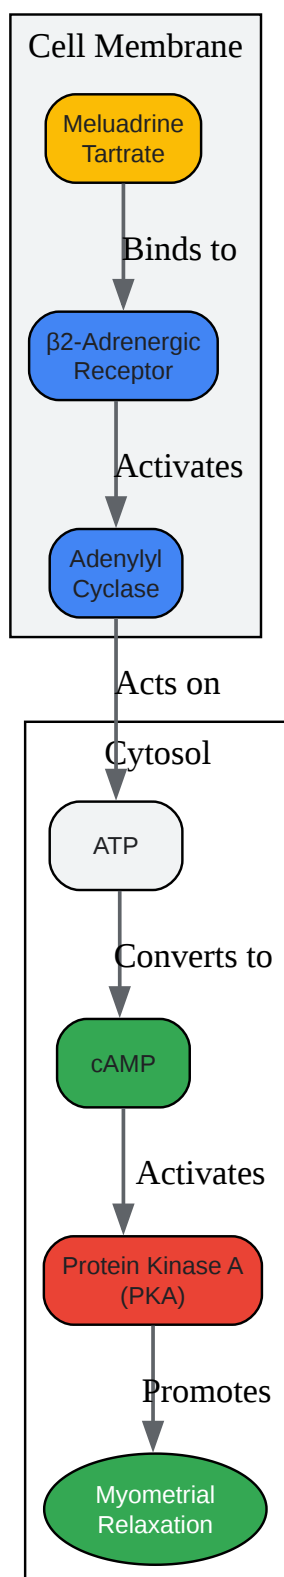 Cell Membrane
Meluadrine
Tartrate
Binds to
β2-Adrenergic
Receptor
Activates
Adenylyl
Cyclase
Acts on
Cytosol
ATP
Converts to
cAMP
Activates
Protein Kinase A
(PKA)
Promotes
Myometrial
Relaxation